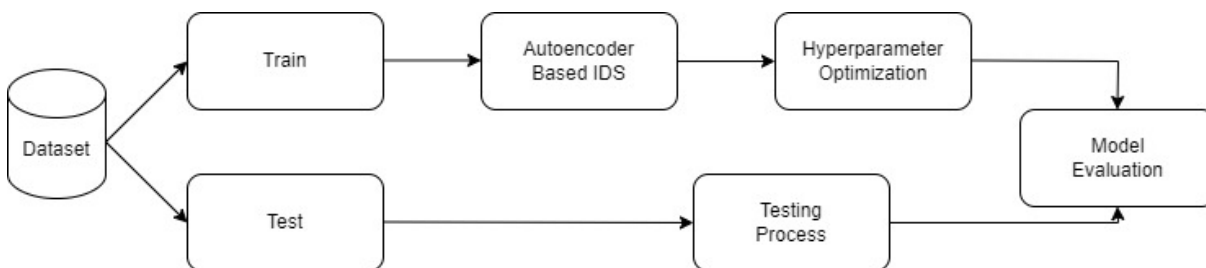 Train
Autoencoder
Based IDS
Hyperparameter
Optimization
Dataset
Model
Evaluation
Test
Testing
Process